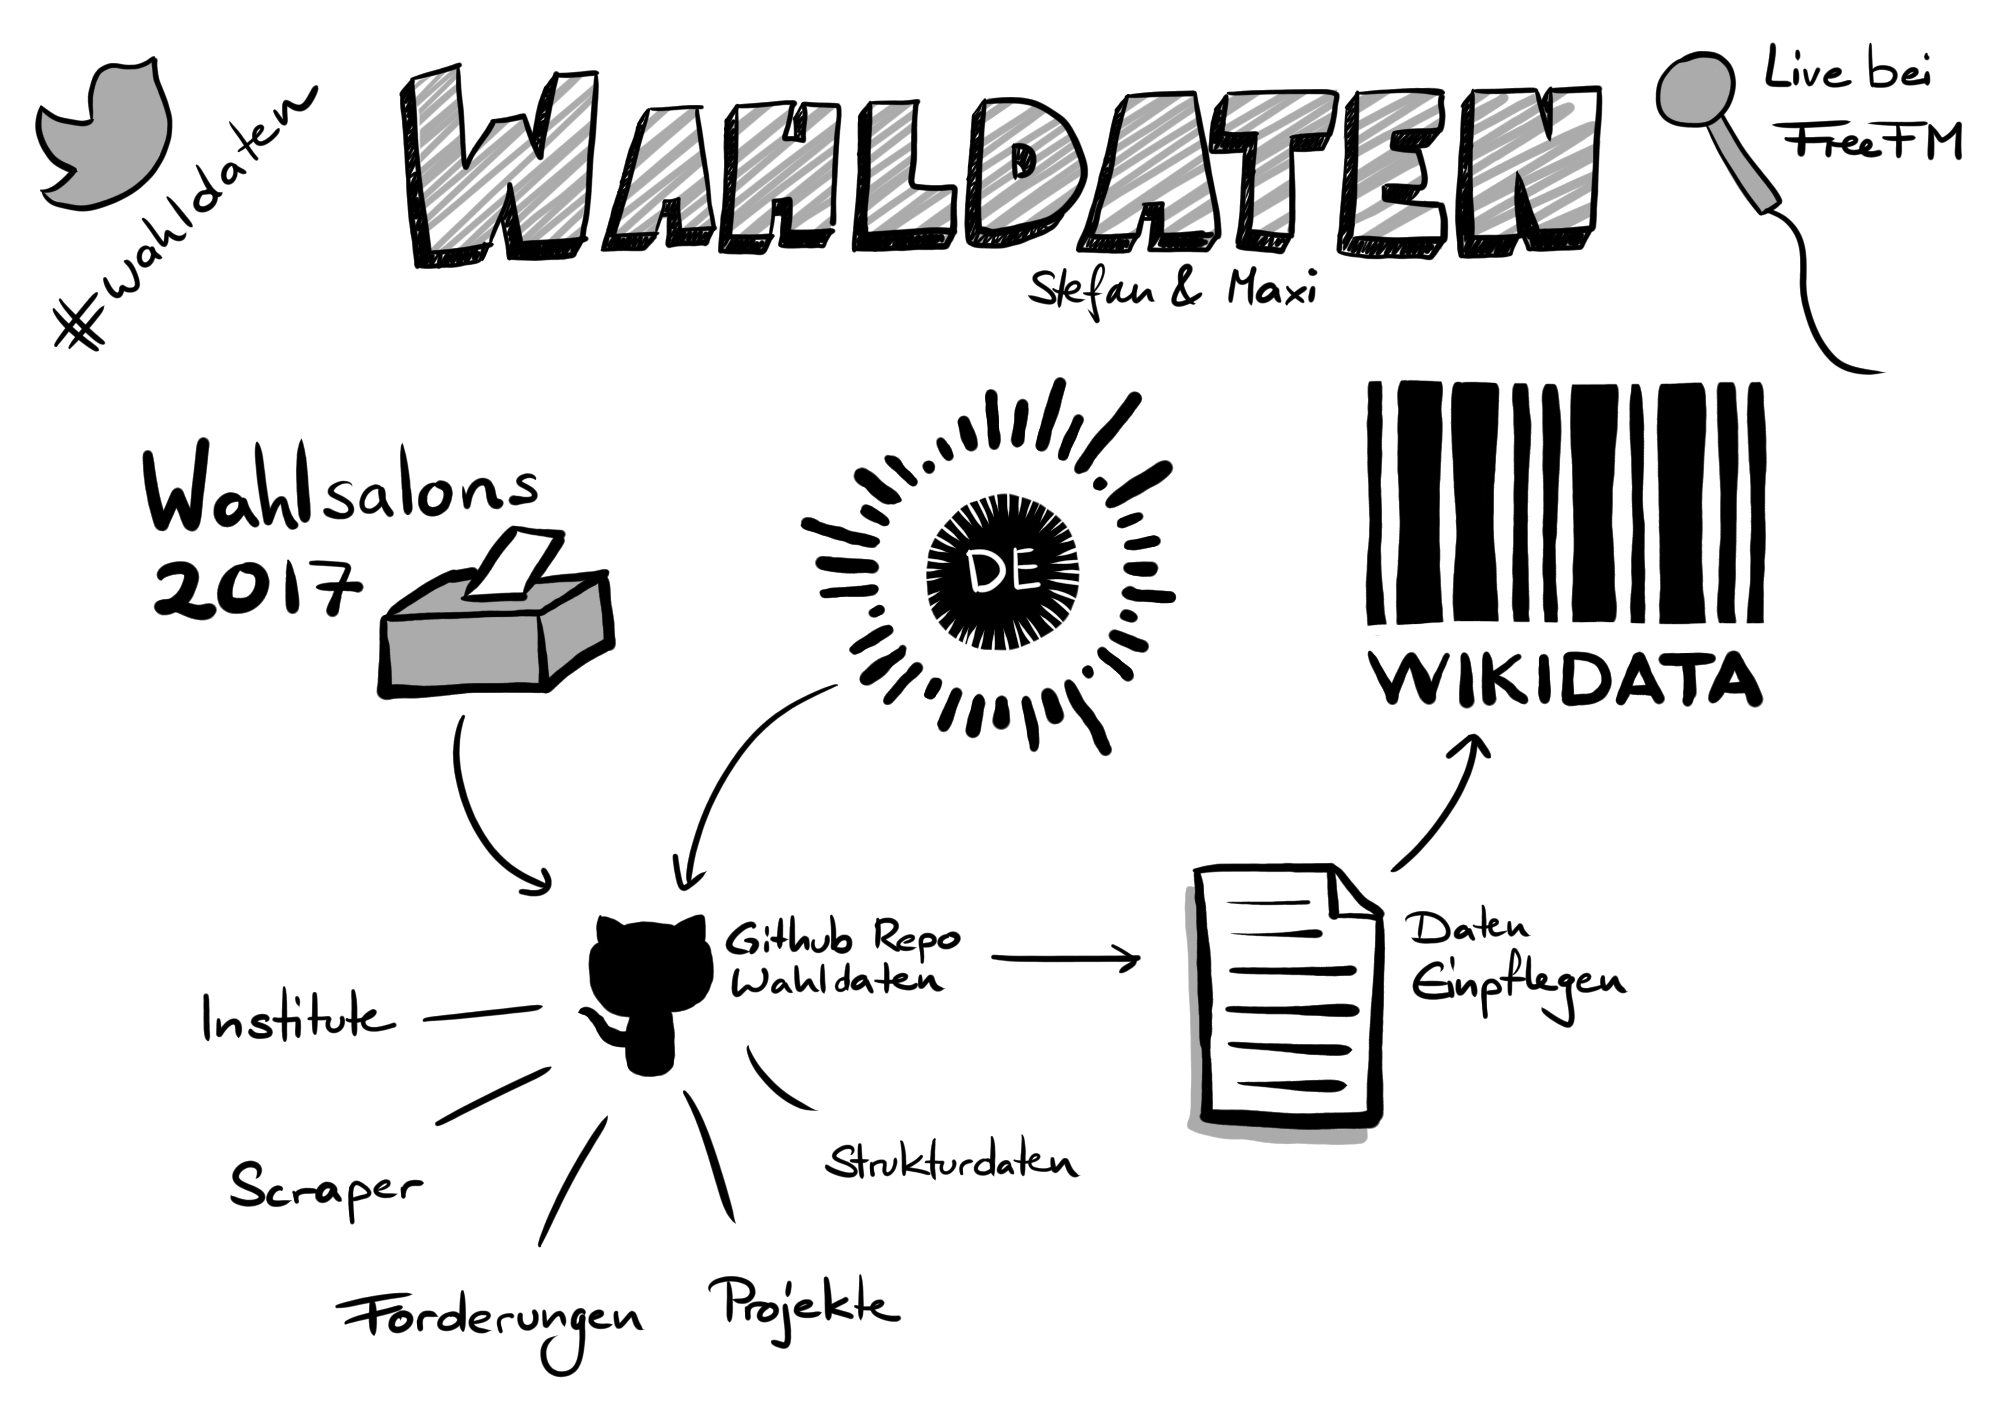 #wahldaten
WAHLDATEN
Stefan & Maxi
Live bei
FreeFM
Wahlsalons
2017
DE
WIKIDATA
Github Repo
Wahldaten
Daten
Einpflegen
Institute
Scraper
Forderungen
Projekte
Strukturdaten